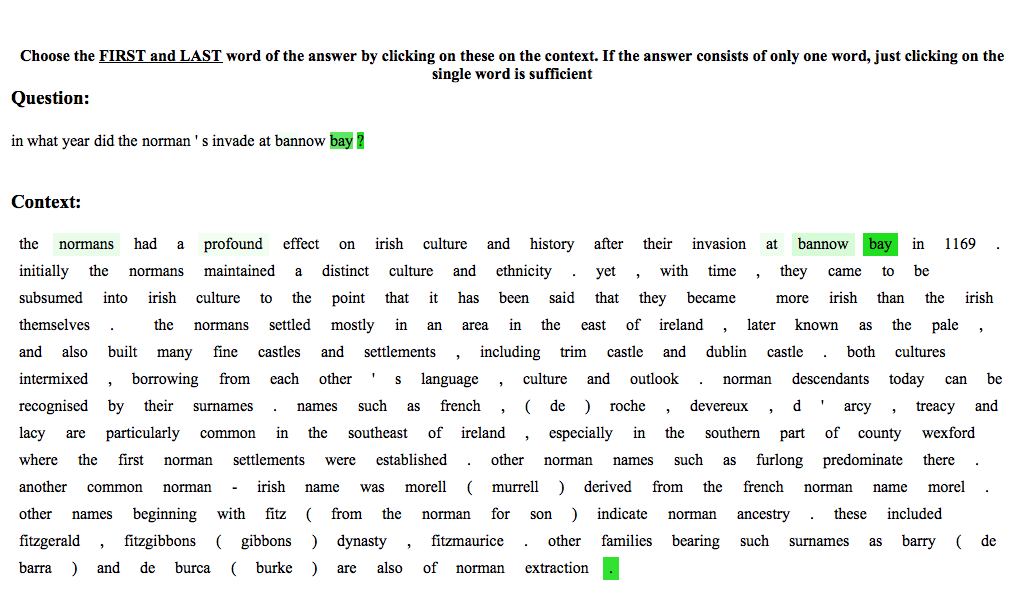 Choose the FIRST and LAST word of the answer by clicking on these on the context. If the answer consists of only one word, just clicking on the
single word is sufficient
Question:
in what year did the norman ' s invade at bannow bay ?
Context:
the normans had a profound effect on irish culture and history after their invasion at bannow bay in 1169 .
initially the normans maintained a distinct culture and ethnicity . yet , with time , they came to be
subsumed into irish culture to the point that it has been said that they became more irish than the irish
themselves . the normans settled mostly in an area in the east of ireland , later known as the pale ,
and also built many fine castles and settlements , including trim castle and dublin castle . both cultures
intermixed , borrowing from each other ' s language , culture and outlook . norman descendants today can be
recognised by their surnames . names such as french , ( de ) roche , devereux , d ' arcy , treacy and
lacy are particularly common in the southeast of ireland , especially in the southern part of county wexford
where the first norman settlements were established . other norman names such as furlong predominate there .
another common norman - irish name was morell ( murrell ) derived from the french norman name morel .
other names beginning with fitz ( from the norman for son ) indicate norman ancestry . these included
fitzgerald , fitzgibbons ( gibbons ) dynasty , fitzmaurice . other families bearing such surnames as barry ( de
barra ) and de burca ( burke ) are also of norman extraction .